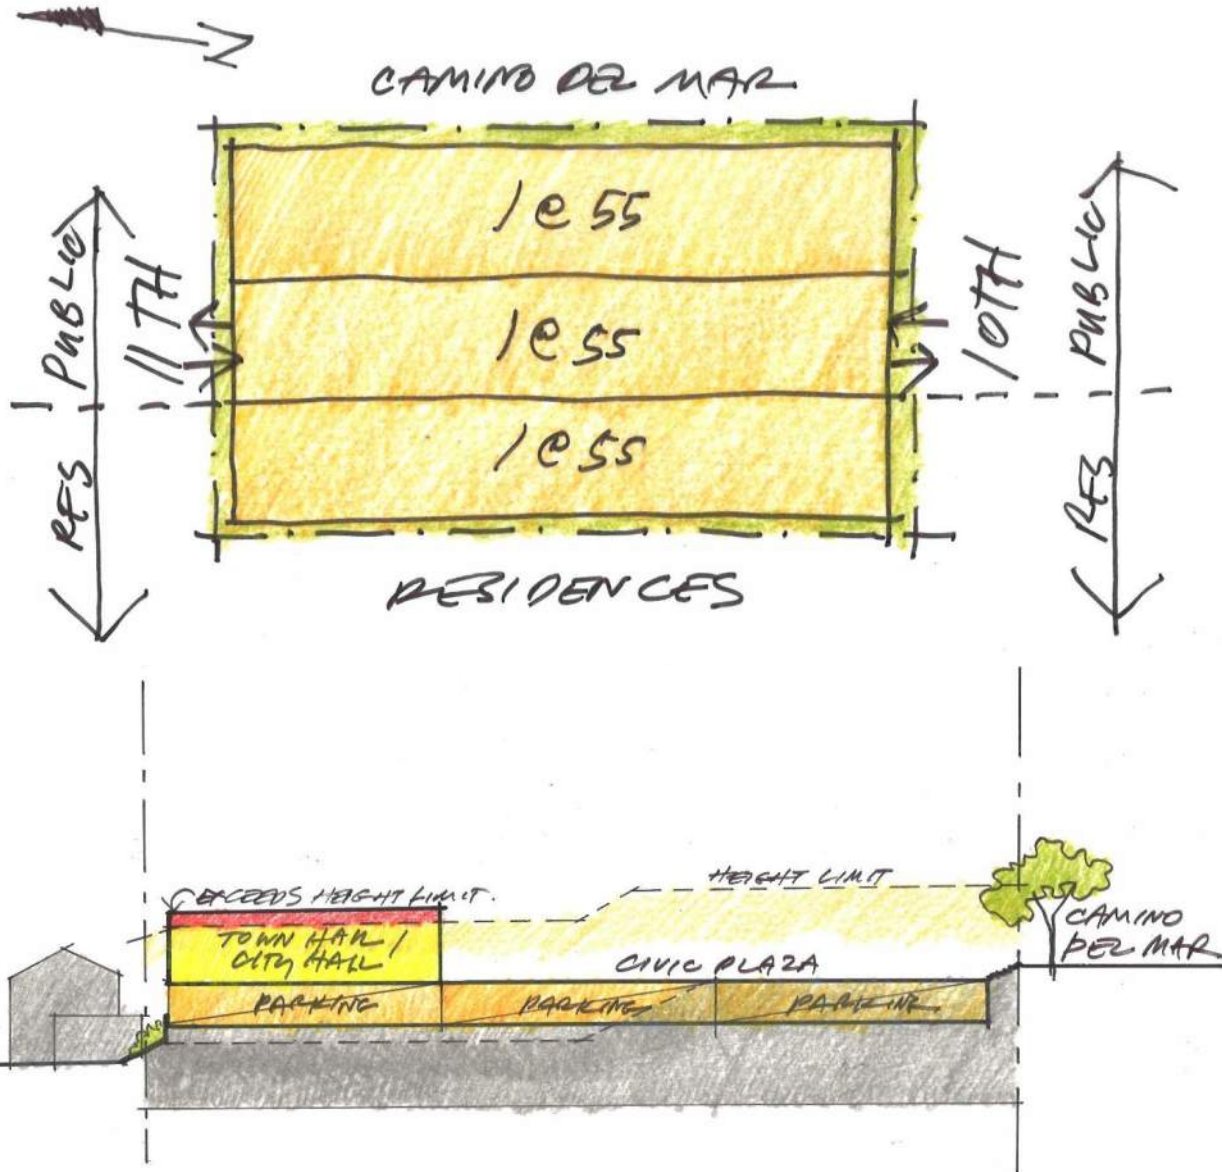 CAMINO DEL MAR
1@55
1@55
1@55
PUBLIC
RES
11TH
10TH
PUBLIC
RES
RESIDENCES
EXCEEDS HEIGHT LIMIT.
HEIGHT LIMIT
TOWN HALL /
CITY HALL
CIVIC PLAZA
CAMINO
DEL MAR
PARKING
PARKING
PARKING